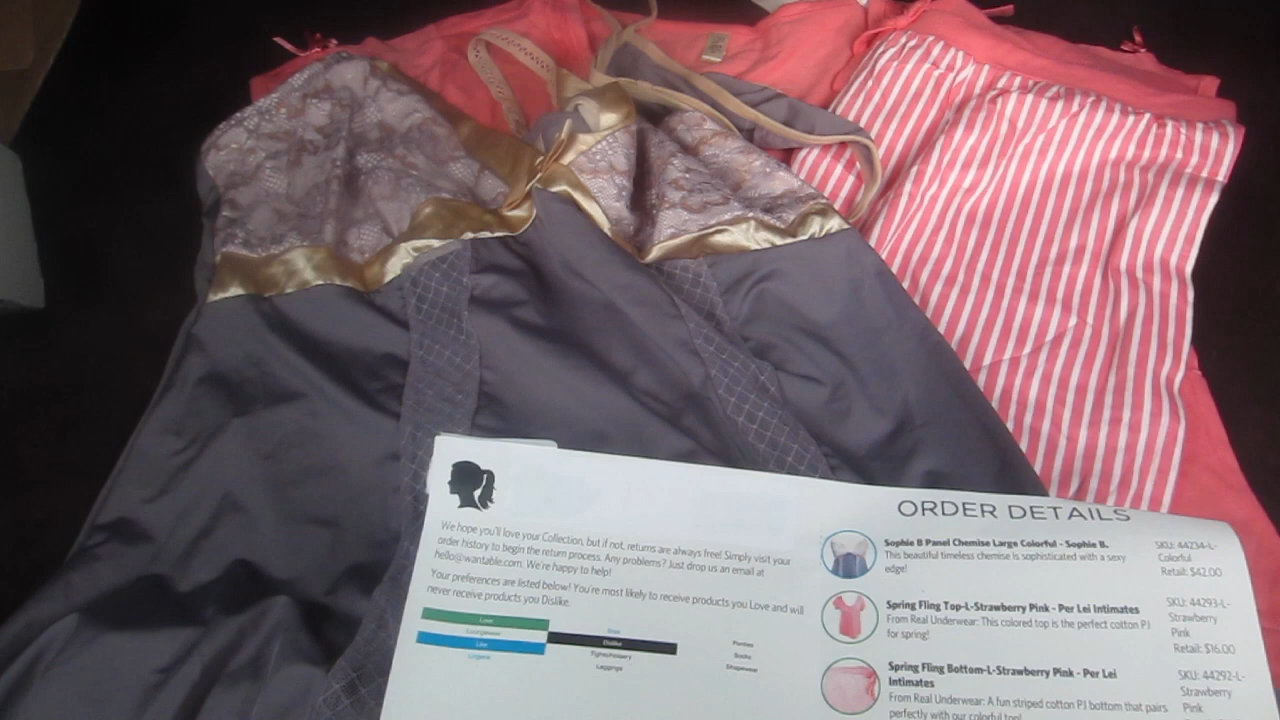 We hope you'll love your Collection, but if not, returns are always free! Simply visit your
order history to begin the return process. Any problems? Just drop us an email at
hello@wantable.com. We're happy to help!
Your preferences are listed below! You're most likely to receive products you Love and will
never receive products you Dislike.
Love
Loungewear
Like
Lingerie
Bras
Dislike
Tights/Hosiery
Leggings
Panties
Socks
Shapewear
ORDER DETAILS
Sophie B Panel Chemise Large Colorful - Sophie B.
This beautiful timeless chemise is sophisticated with a sexy
edge!
SKU: 44234-L-
Colorful
Retail: $42.00
Spring Fling Top-L-Strawberry Pink - Per Lei Intimates
From Real Underwear: This colored top is the perfect cotton PJ
for spring!
SKU: 44293-L-
Strawberry
Pink
Retail: $16.00
Spring Fling Bottom-L-Strawberry Pink - Per Lei
Intimates
From Real Underwear: A fun striped cotton PJ bottom that pairs
perfectly with our colorful top!
SKU: 44292-L-
Strawberry
Pink